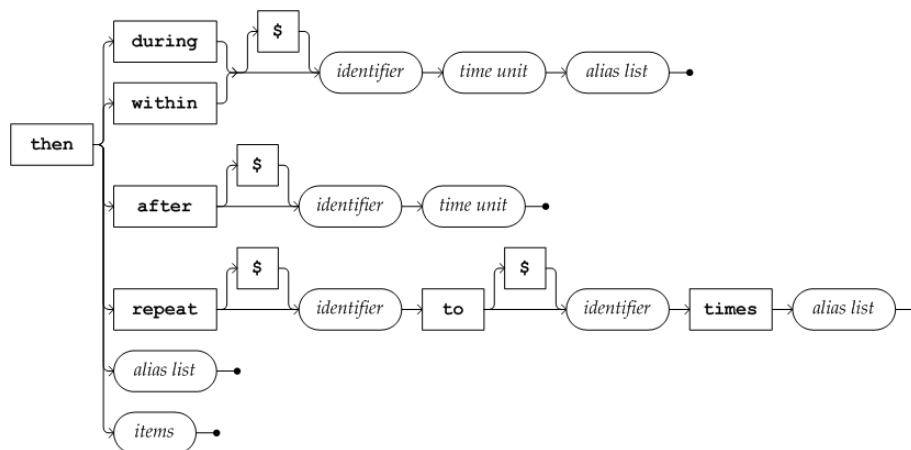 during $ identifier time unit alias list
within
then
after $ identifier time unit
repeat $ identifier to $ identifier times alias list
alias list
items